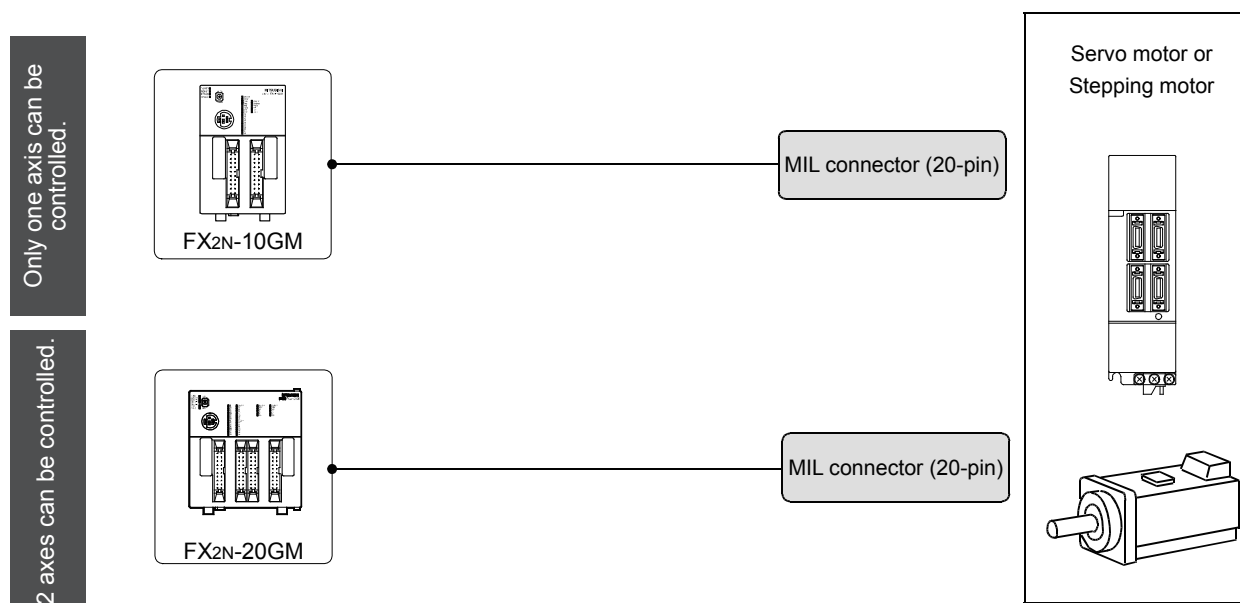 Only one axis can be
controlled.
FX2N-10GM
MIL connector (20-pin)
Servo motor or
Stepping motor
2 axes can be controlled.
FX2N-20GM
MIL connector (20-pin)